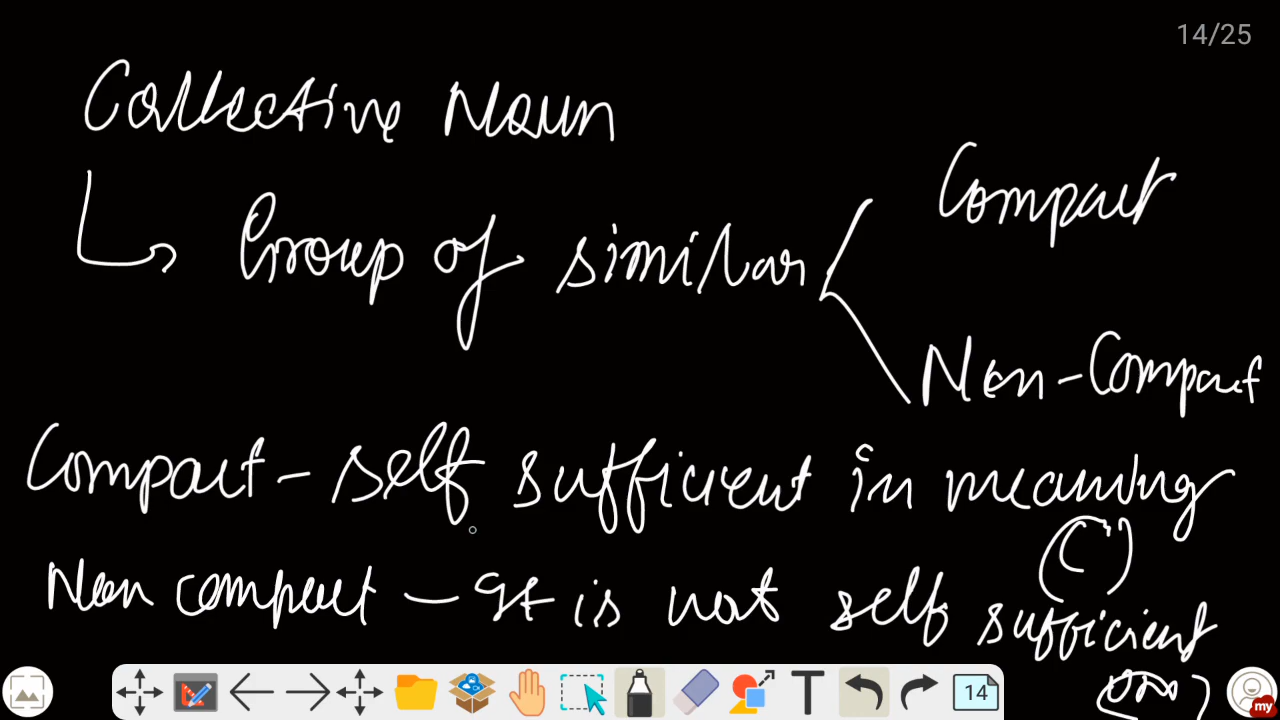 14/25
Collective Noun
Group of similar
Compact
Non-Compact
Compact - self sufficient in meaning
(C)
Non compact - It is not self sufficient
14
my